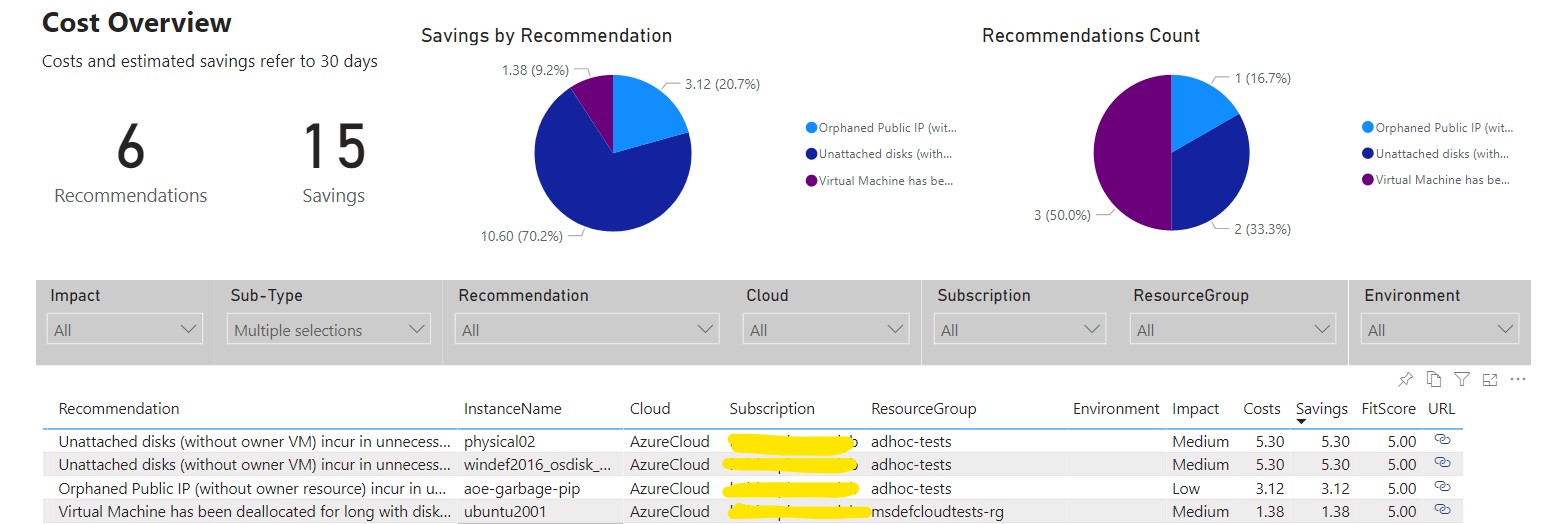 Cost Overview
Costs and estimated savings refer to 30 days
6
Recommendations
15
Savings
Savings by Recommendation
1.38 (9.2%)
3.12 (20.7%)
10.60 (70.2%)
Orphaned Public IP (wit...
Unattached disks (with...
Virtual Machine has be...
Recommendations Count
1 (16.7%)
3 (50.0%)
2 (33.3%)
Orphaned Public IP (wit...
Unattached disks (with...
Virtual Machine has be...
Impact Sub-Type Recommendation Cloud Subscription ResourceGroup Environment
All Multiple selections All All All All All
Recommendation InstanceName Cloud Subscription ResourceGroup Environment Impact Costs Savings FitScore URL
Unattached disks (without owner VM) incur in unnecess... physical02 AzureCloud adhoc-tests Medium 5.30 5.30 5.00
Unattached disks (without owner VM) incur in unnecess... windef2016_osdisk_... AzureCloud adhoc-tests Medium 5.30 5.30 5.00
Orphaned Public IP (without owner resource) incur in u... aoe-garbage-pip AzureCloud adhoc-tests Low 3.12 3.12 5.00
Virtual Machine has been deallocated for long with disk... ubuntu2001 AzureCloud msdefcloudtests-rg Medium 1.38 1.38 5.00